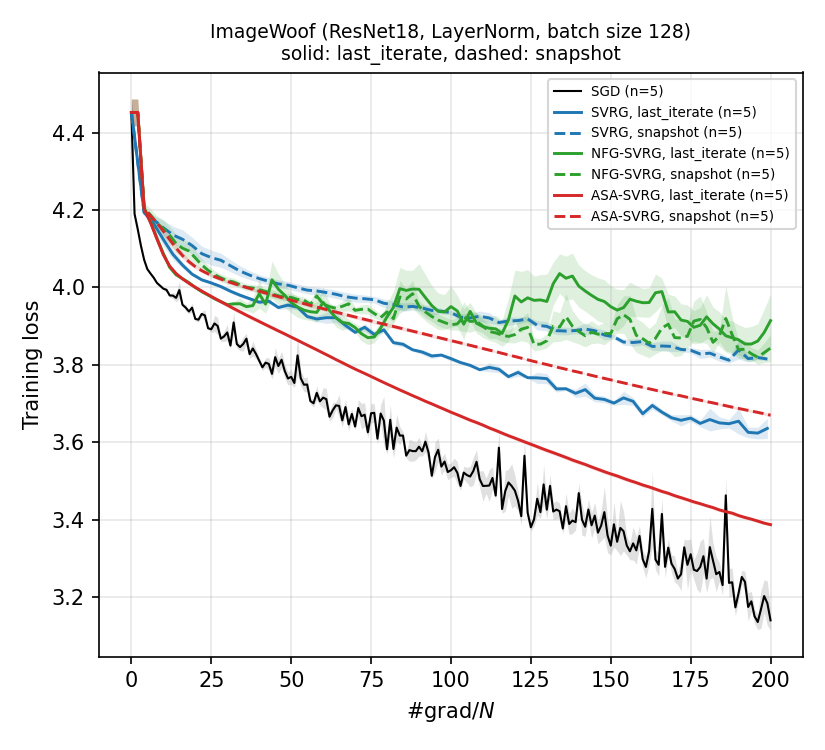 ImageWoof (ResNet18, LayerNorm, batch size 128)
solid: last_iterate, dashed: snapshot
SGD (n=5)
SVRG, last_iterate (n=5)
SVRG, snapshot (n=5)
NFG-SVRG, last_iterate (n=5)
NFG-SVRG, snapshot (n=5)
ASA-SVRG, last_iterate (n=5)
ASA-SVRG, snapshot (n=5)
Training loss
4.4
4.2
4.0
3.8
3.6
3.4
3.2
0 25 50 75 100 125 150 175 200
#grad/N